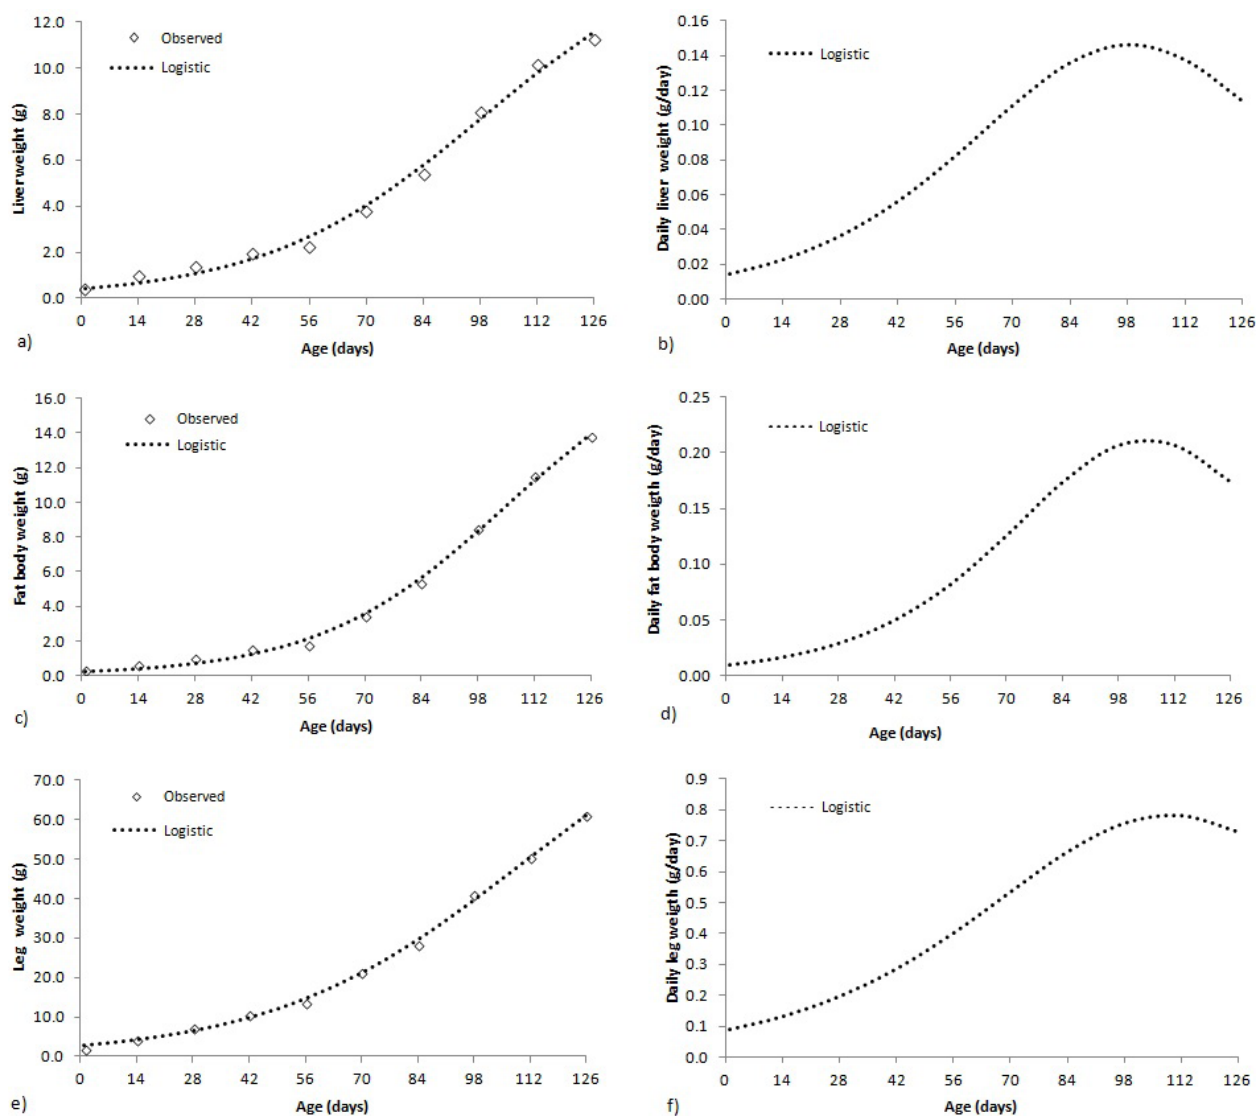 12.0
10.0
8.0
6.0
4.0
2.0
0.0
Liver weight (g)
Observed
Logistic
0 14 28 42 56 70 84 98 112 126
Age (days)
a)
0.16
0.14
0.12
0.10
0.08
0.06
0.04
0.02
0.00
Daily liver weight (g/day)
Logistic
0 14 28 42 56 70 84 98 112 126
Age (days)
b)
16.0
14.0
12.0
10.0
8.0
6.0
4.0
2.0
0.0
Fat body weight (g)
Observed
Logistic
0 14 28 42 56 70 84 98 112 126
Age (days)
c)
0.25
0.20
0.15
0.10
0.05
0.00
Daily fat body weigth (g/day)
Logistic
0 14 28 42 56 70 84 98 112 126
Age (days)
d)
70.0
60.0
50.0
40.0
30.0
20.0
10.0
0.0
Leg weight (g)
Observed
Logistic
0 14 28 42 56 70 84 98 112 126
Age (days)
e)
0.9
0.8
0.7
0.6
0.5
0.4
0.3
0.2
0.1
0.0
Daily leg weigth (g/day)
Logistic
0 14 28 42 56 70 84 98 112 126
Age (days)
f)